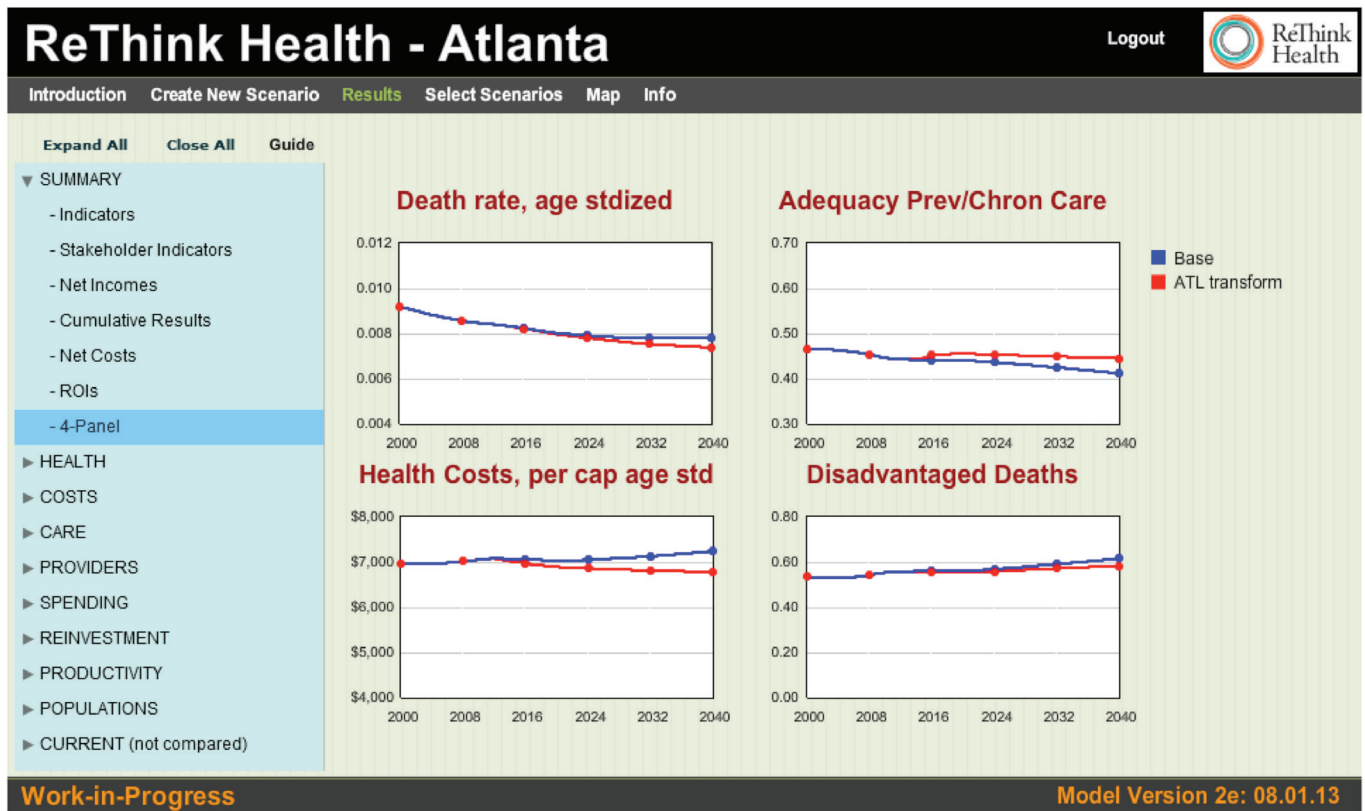 ReThink Health - Atlanta
Logout
ReThink
Health
Introduction Create New Scenario Results Select Scenarios Map Info
Expand All Close All Guide
▼ SUMMARY
- Indicators
- Stakeholder Indicators
- Net Incomes
- Cumulative Results
- Net Costs
- ROIs
- 4-Panel
► HEALTH
► COSTS
► CARE
► PROVIDERS
► SPENDING
► REINVESTMENT
► PRODUCTIVITY
► POPULATIONS
► CURRENT (not compared)
Death rate, age stdized
0.012
0.010
0.008
0.006
0.004
2000 2008 2016 2024 2032 2040
Adequacy Prev/Chron Care
0.70
0.60
0.50
0.40
0.30
2000 2008 2016 2024 2032 2040
Base
ATL transform
Health Costs, per cap age std
$8,000
$7,000
$6,000
$5,000
$4,000
2000 2008 2016 2024 2032 2040
Disadvantaged Deaths
0.80
0.60
0.40
0.20
0.00
2000 2008 2016 2024 2032 2040
Work-in-Progress
Model Version 2e: 08.01.13